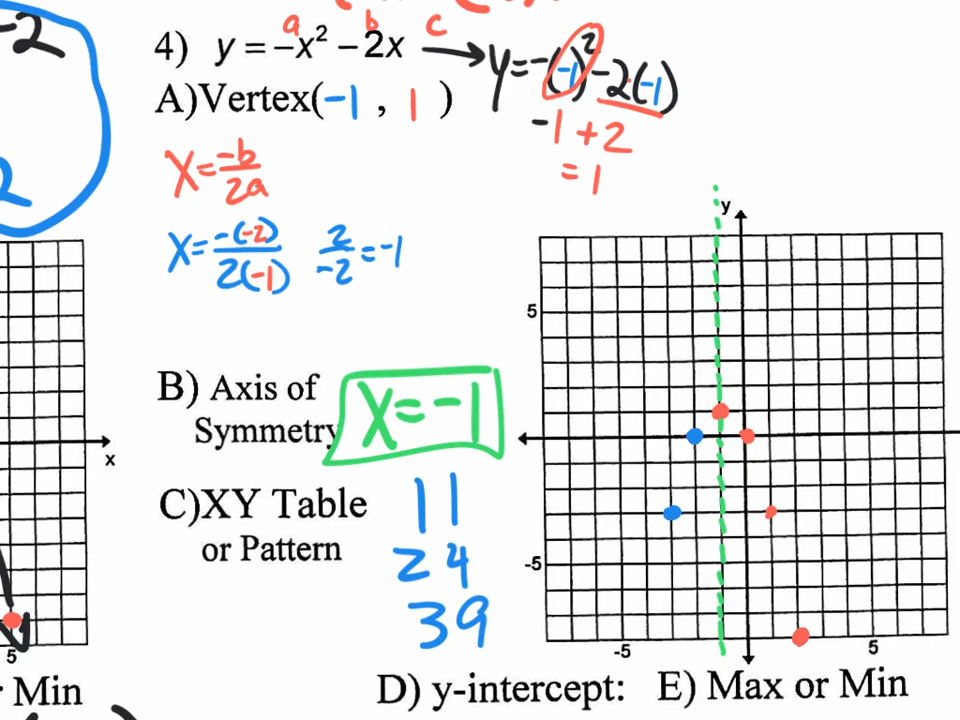 -2
2
a b c
4) y = -x² - 2x → y=-(-1)²-2(-1)
A)Vertex(-1 , 1 )
-1 + 2
= 1
X=-b/2a
X=-(-2)/2(-1) 2/-2=-1
y
5
B) Axis of
Symmetry X=-1
x
C)XY Table 1 1
or Pattern 2 4
3 9
-5
5
-5 5
r Min
D) y-intercept: E) Max or Min